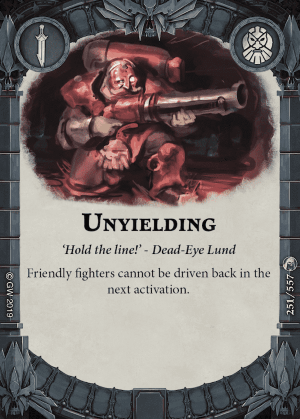 UNYIELDING
‘Hold the line!’ - Dead-Eye Lund
Friendly fighters cannot be driven back in the
next activation.
© GW 2019
251/557